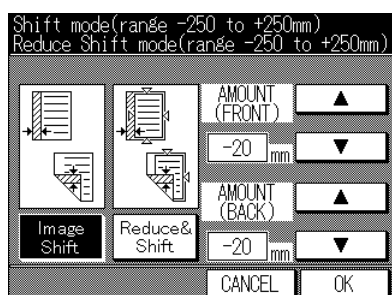 Shift mode(range -250 to +250mm)
Reduce Shift mode(range -250 to +250mm)
AMOUNT
(FRONT)
-20 mm
AMOUNT
(BACK)
-20 mm
Image
Shift
Reduce&
Shift
CANCEL
OK